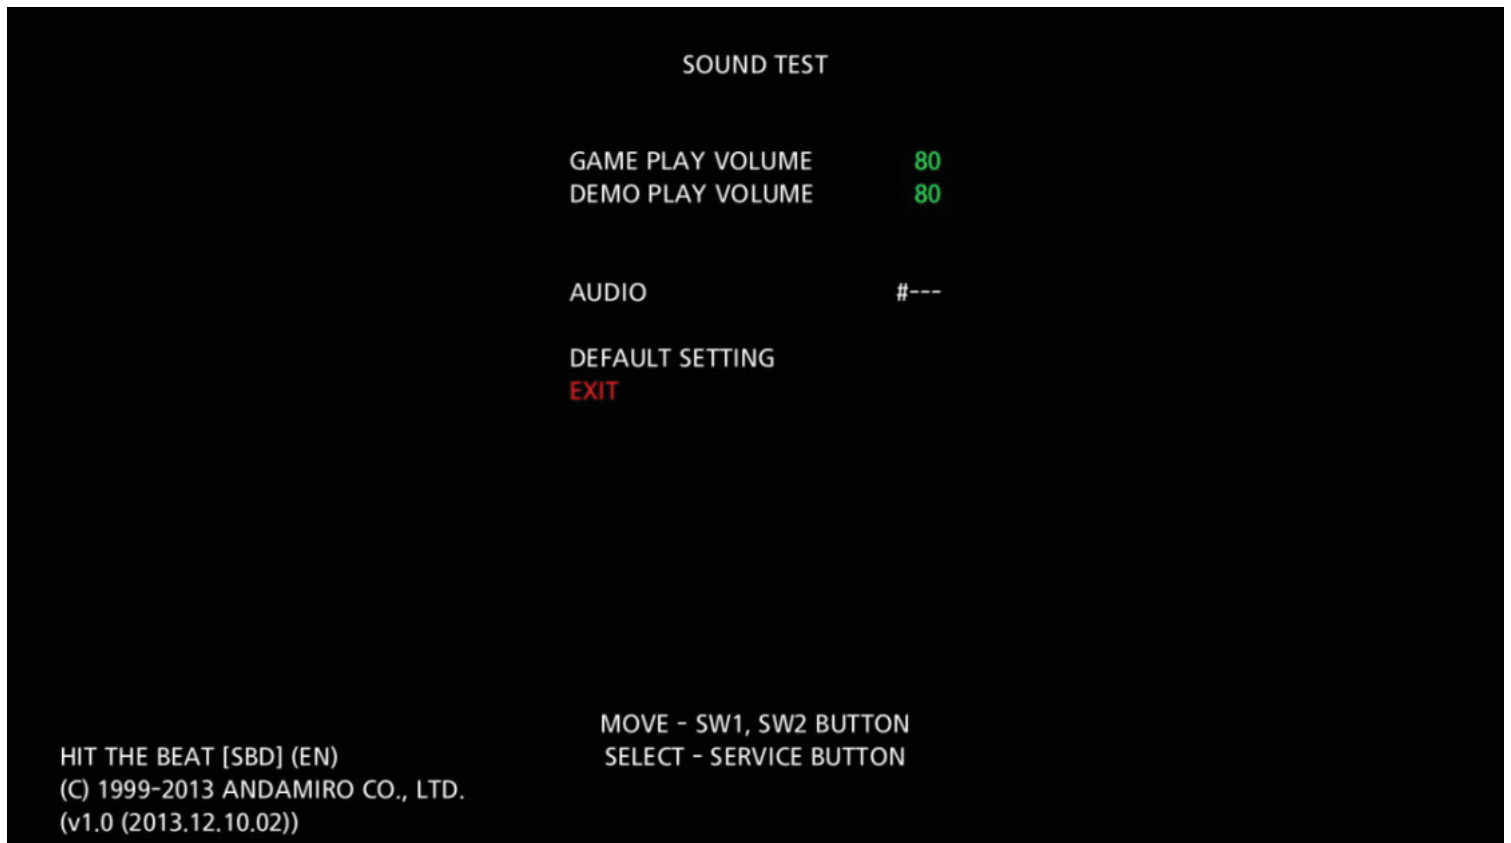 SOUND TEST
GAME PLAY VOLUME 80
DEMO PLAY VOLUME 80
AUDIO #---
DEFAULT SETTING
EXIT
MOVE - SW1, SW2 BUTTON
SELECT - SERVICE BUTTON
HIT THE BEAT [SBD] (EN)
(C) 1999-2013 ANDAMIRO CO., LTD.
(v1.0 (2013.12.10.02))